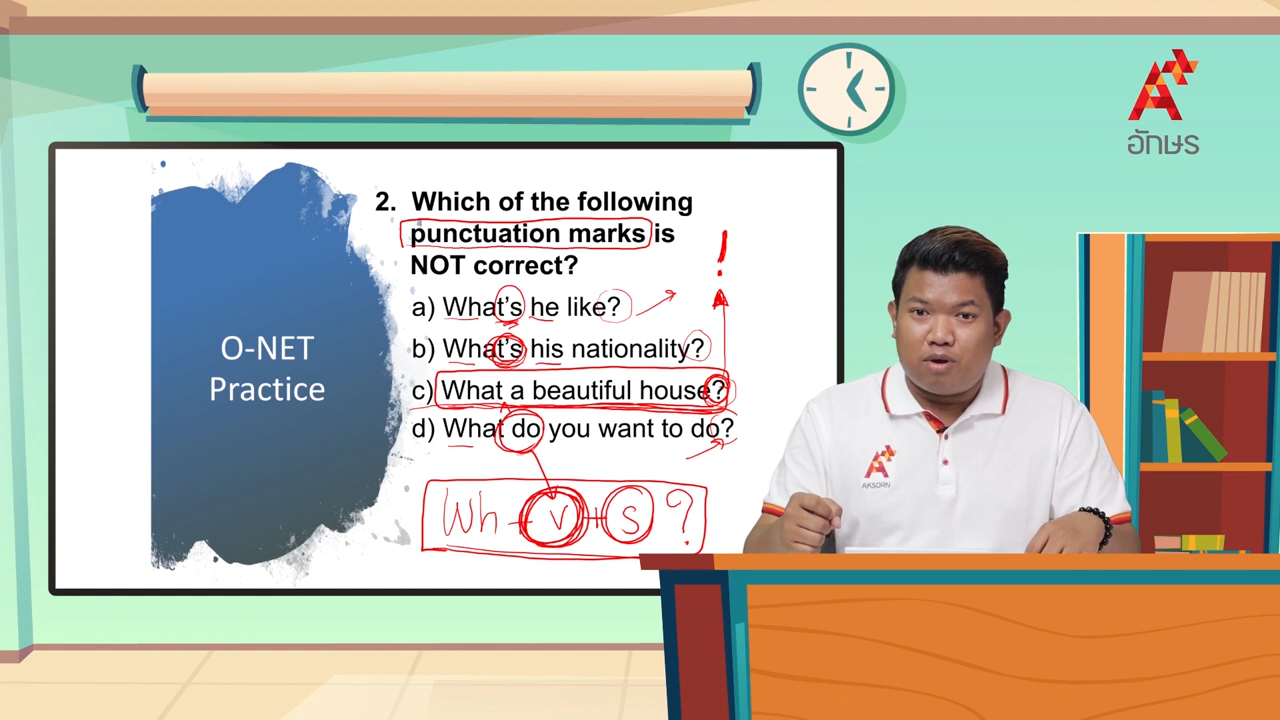 อักษร
O-NET
Practice
2. Which of the following
punctuation marks is
NOT correct?
!
a) What's he like?
b) What's his nationality?
c) What a beautiful house?
d) What do you want to do?
Wh + V + S ?
AKSORN